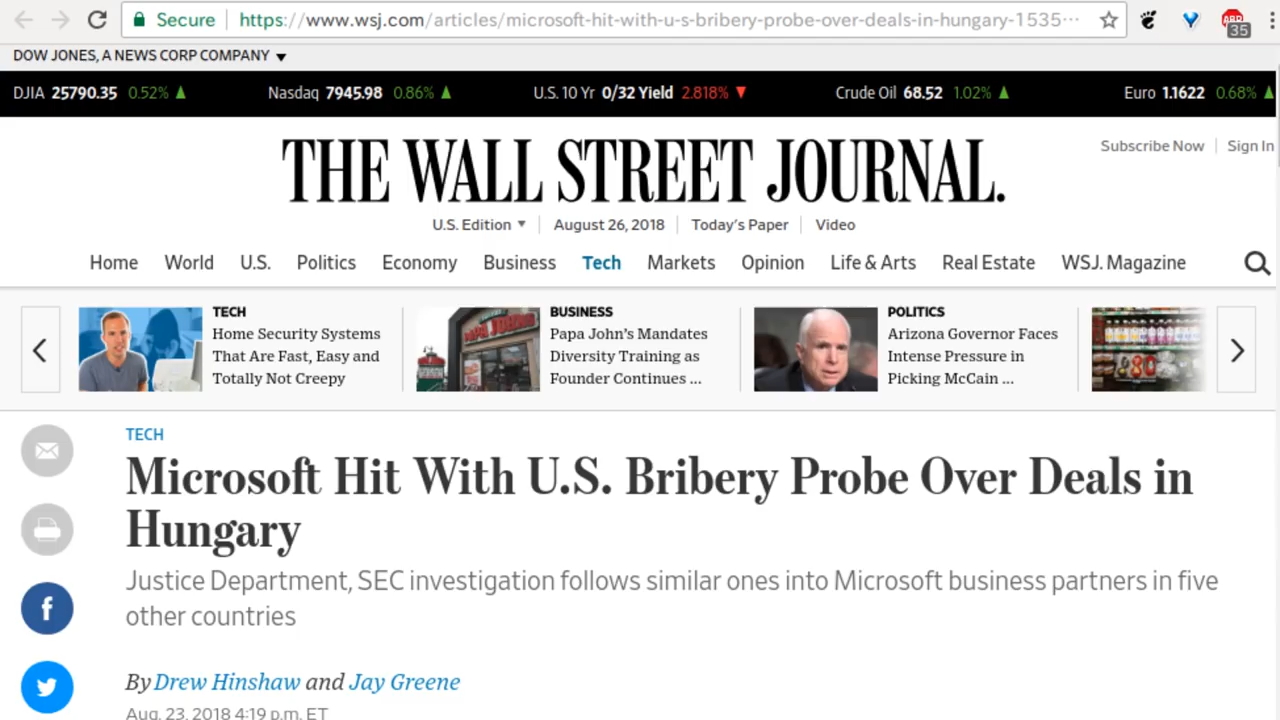 Secure https://www.wsj.com/articles/microsoft-hit-with-u-s-bribery-probe-over-deals-in-hungary-1535···
ABP
35
DOW JONES, A NEWS CORP COMPANY ▼
DJIA 25790.35 0.52% ▲ Nasdaq 7945.98 0.86% ▲ U.S. 10 Yr 0/32 Yield 2.818% ▼ Crude Oil 68.52 1.02% ▲ Euro 1.1622 0.68% ▲
Subscribe Now | Sign In
THE WALL STREET JOURNAL.
U.S. Edition ▼ | August 26, 2018 | Today's Paper | Video
Home World U.S. Politics Economy Business Tech Markets Opinion Life & Arts Real Estate WSJ. Magazine
TECH
Home Security Systems
That Are Fast, Easy and
Totally Not Creepy
PAPA JOHN'S
BUSINESS
Papa John's Mandates
Diversity Training as
Founder Continues ...
POLITICS
Arizona Governor Faces
Intense Pressure in
Picking McCain ...
TECH
Microsoft Hit With U.S. Bribery Probe Over Deals in
Hungary
Justice Department, SEC investigation follows similar ones into Microsoft business partners in five
other countries
By Drew Hinshaw and Jay Greene
Aug. 23, 2018 4:19 p.m. ET